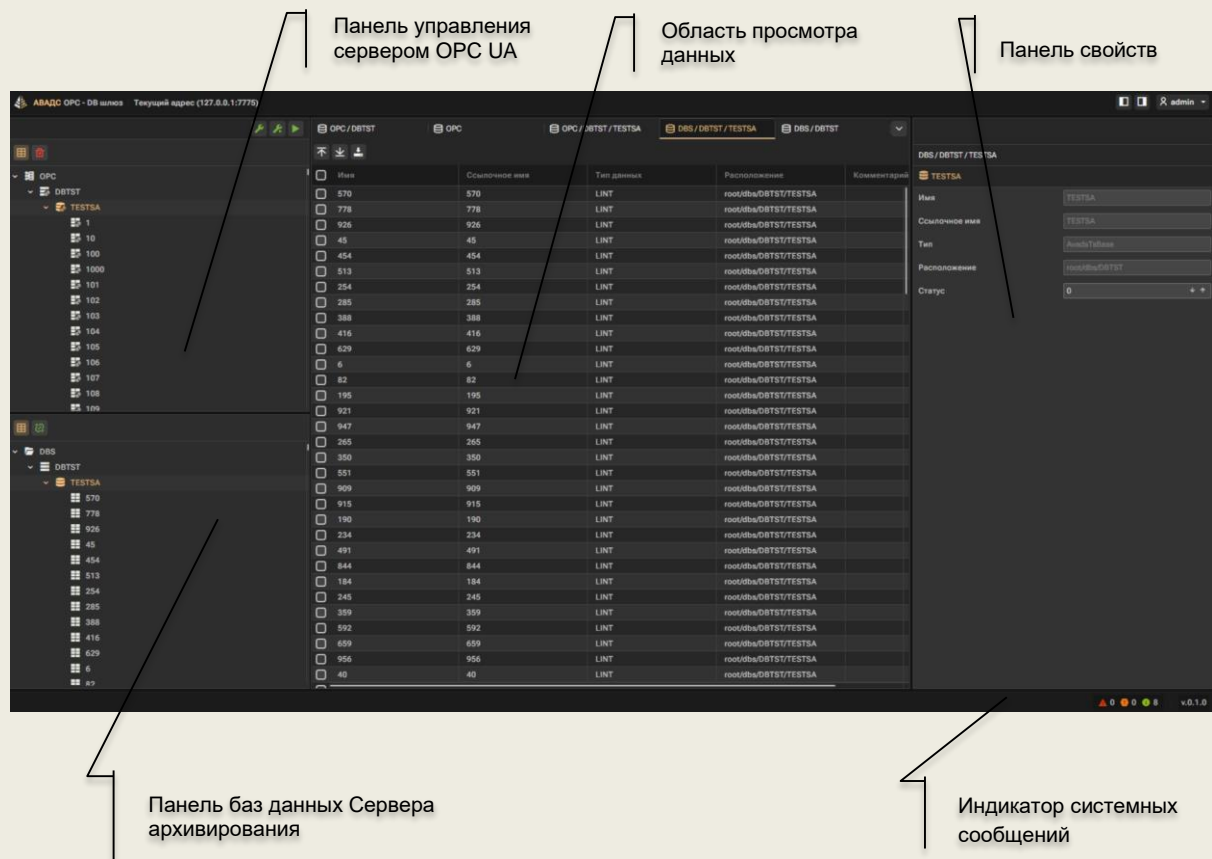 Панель управления
сервером OPC UA
Область просмотра
данных
Панель свойств
АВАДС OPC - DB шлюз Текущий адрес (127.0.0.1:7775)
admin
OPC / DBTST
OPC
OPC / DBTST / TESTSA
DBS / DBTST / TESTSA
DBS / DBTST
OPC
DBTST
TESTSA
1
10
100
1000
101
102
103
104
105
106
107
108
109
DBS
DBTST
TESTSA
570
778
926
45
454
513
254
285
388
416
629
6
82
Имя Ссылочное имя Тип данных Расположение Комментарий
570 570 LINT root/dbs/DBTST/TESTSA
778 778 LINT root/dbs/DBTST/TESTSA
926 926 LINT root/dbs/DBTST/TESTSA
45 45 LINT root/dbs/DBTST/TESTSA
454 454 LINT root/dbs/DBTST/TESTSA
513 513 LINT root/dbs/DBTST/TESTSA
254 254 LINT root/dbs/DBTST/TESTSA
285 285 LINT root/dbs/DBTST/TESTSA
388 388 LINT root/dbs/DBTST/TESTSA
416 416 LINT root/dbs/DBTST/TESTSA
629 629 LINT root/dbs/DBTST/TESTSA
6 6 LINT root/dbs/DBTST/TESTSA
82 82 LINT root/dbs/DBTST/TESTSA
195 195 LINT root/dbs/DBTST/TESTSA
921 921 LINT root/dbs/DBTST/TESTSA
947 947 LINT root/dbs/DBTST/TESTSA
265 265 LINT root/dbs/DBTST/TESTSA
350 350 LINT root/dbs/DBTST/TESTSA
551 551 LINT root/dbs/DBTST/TESTSA
909 909 LINT root/dbs/DBTST/TESTSA
915 915 LINT root/dbs/DBTST/TESTSA
190 190 LINT root/dbs/DBTST/TESTSA
234 234 LINT root/dbs/DBTST/TESTSA
491 491 LINT root/dbs/DBTST/TESTSA
844 844 LINT root/dbs/DBTST/TESTSA
184 184 LINT root/dbs/DBTST/TESTSA
245 245 LINT root/dbs/DBTST/TESTSA
359 359 LINT root/dbs/DBTST/TESTSA
592 592 LINT root/dbs/DBTST/TESTSA
659 659 LINT root/dbs/DBTST/TESTSA
956 956 LINT root/dbs/DBTST/TESTSA
40 40 LINT root/dbs/DBTST/TESTSA
DBS / DBTST / TESTSA
TESTSA
Имя TESTSA
Ссылочное имя TESTSA
Тип
Расположение root/dbs/DBTST
Статус 0
0 0 8 v.0.1.0
Панель баз данных Сервера
архивирования
Индикатор системных
сообщений